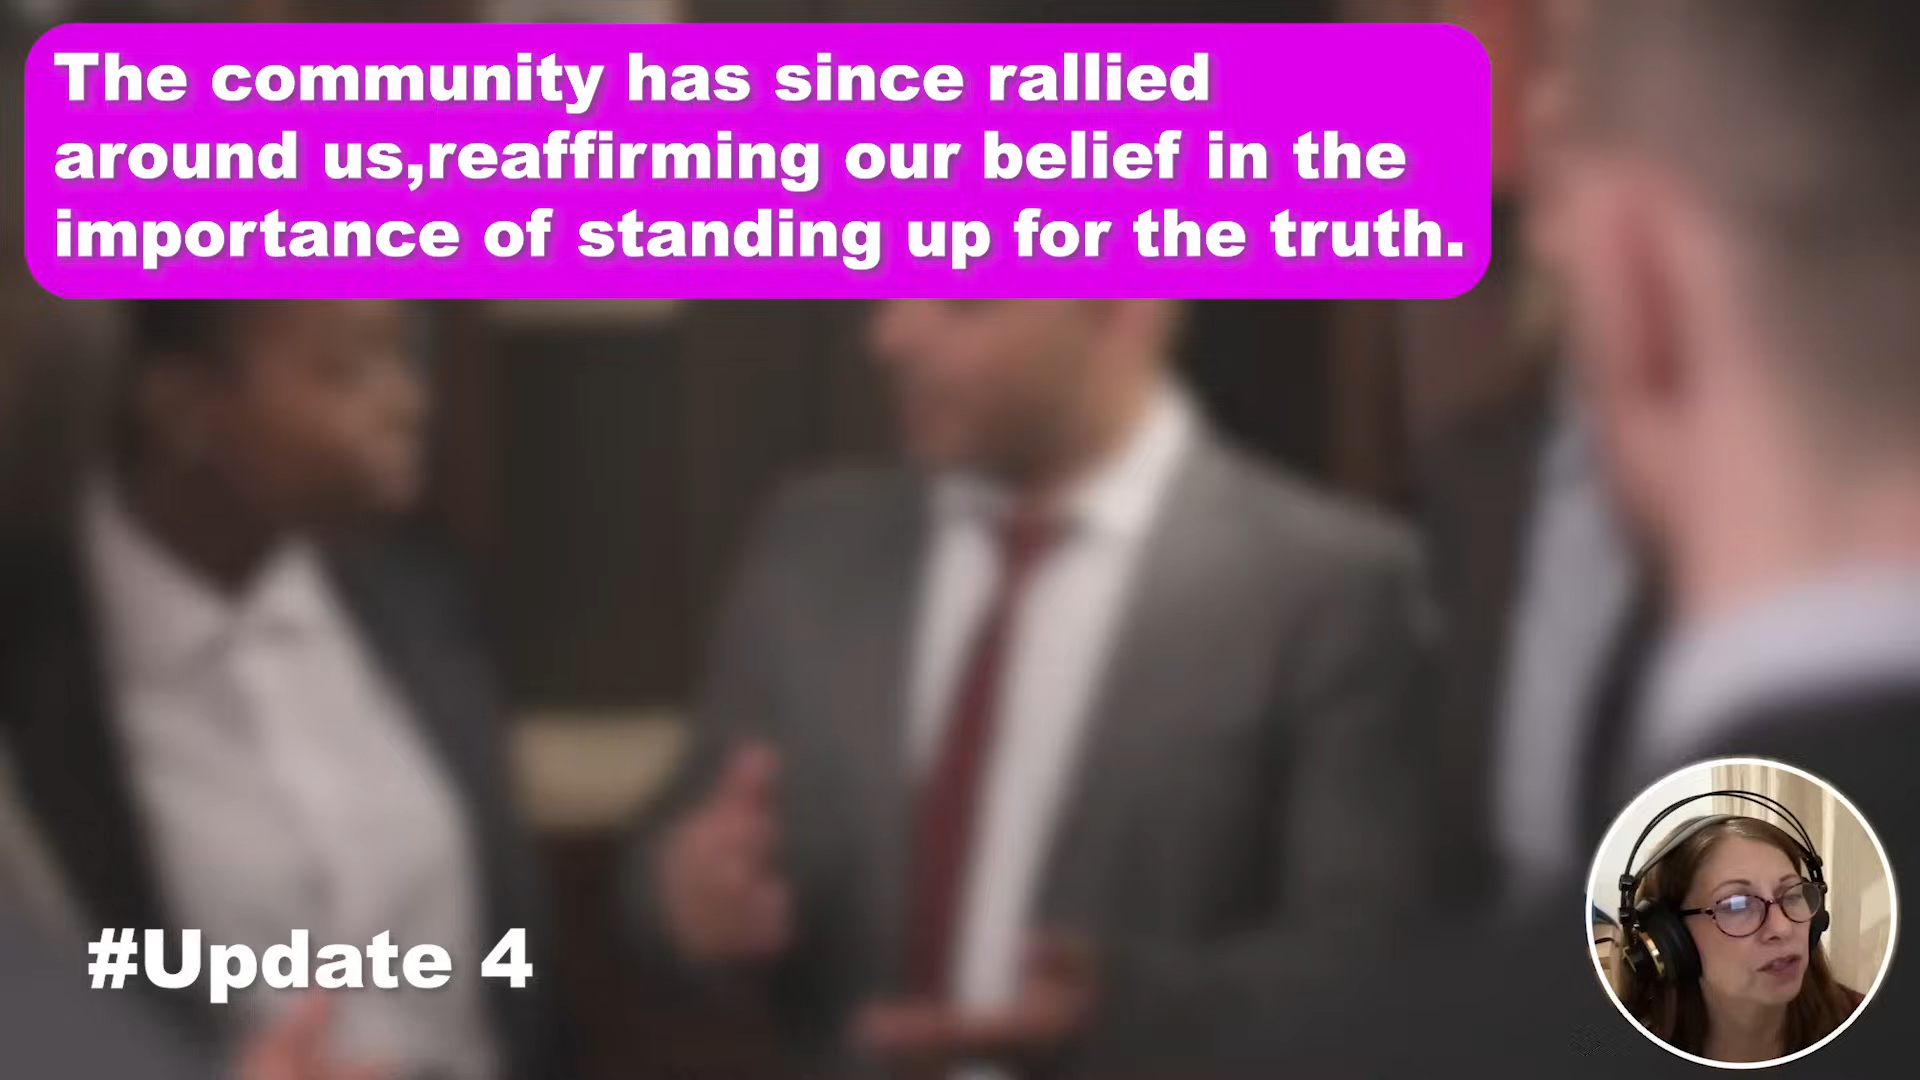 The community has since rallied
around us,reaffirming our belief in the
importance of standing up for the truth.
#Update 4